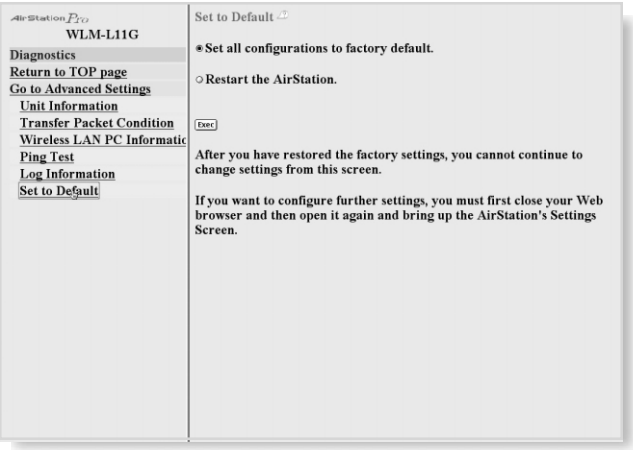 AirStation Pro
WLM-L11G
Diagnostics
Return to TOP page
Go to Advanced Settings
Unit Information
Transfer Packet Condition
Wireless LAN PC Informatic
Ping Test
Log Information
Set to Default
Set to Default
Set all configurations to factory default.
Restart the AirStation.
Exec
After you have restored the factory settings, you cannot continue to
change settings from this screen.
If you want to configure further settings, you must first close your Web
browser and then open it again and bring up the AirStation's Settings
Screen.